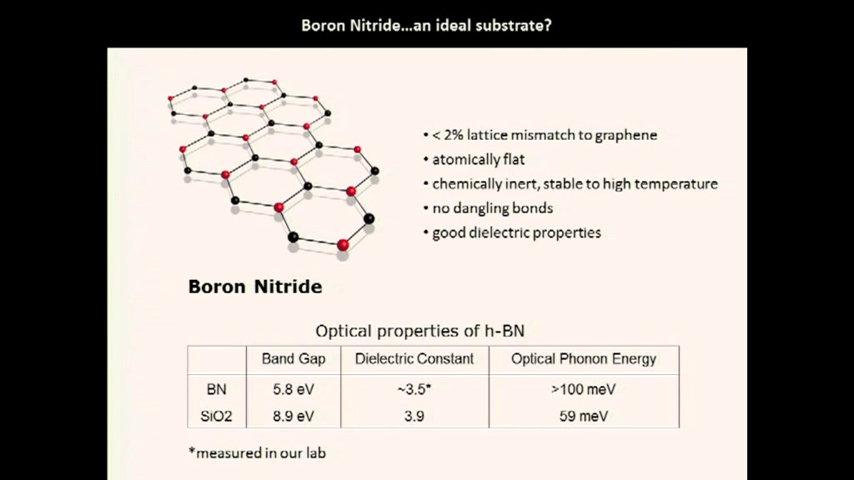 Boron Nitride...an ideal substrate?
• < 2% lattice mismatch to graphene
• atomically flat
• chemically inert, stable to high temperature
• no dangling bonds
• good dielectric properties
Boron Nitride
Optical properties of h-BN
Band Gap Dielectric Constant Optical Phonon Energy
BN 5.8 eV ~3.5* >100 meV
SiO2 8.9 eV 3.9 59 meV
*measured in our lab